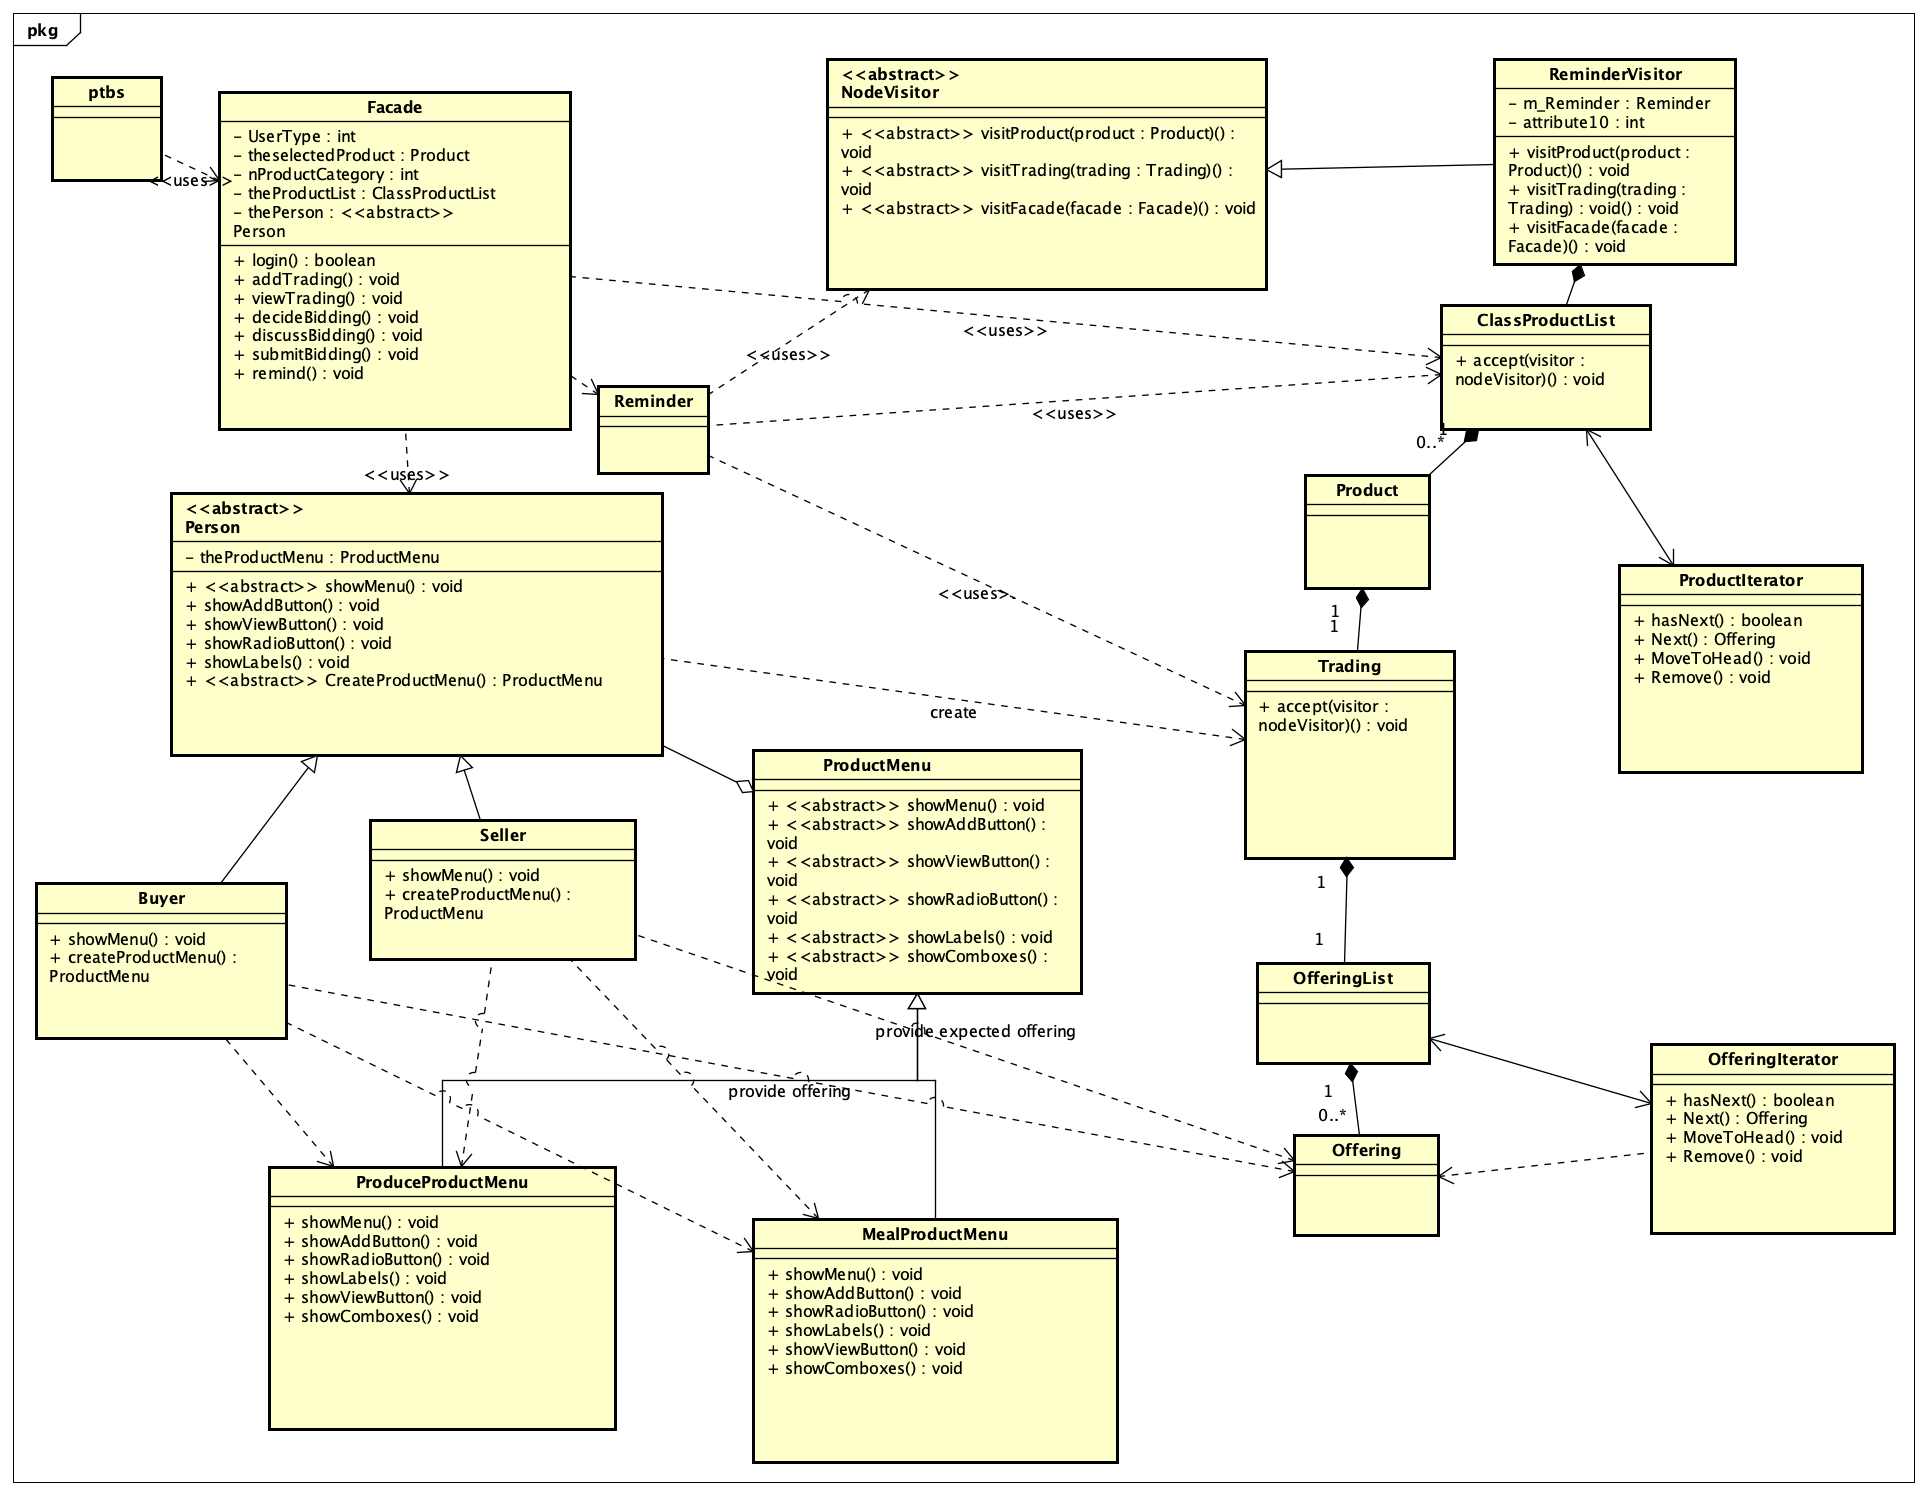 pkg
ptbs
<<uses>>
Facade
- UserType : int
- theselectedProduct : Product
- nProductCategory : int
- theProductList : ClassProductList
- thePerson : <<abstract>>
Person
+ login() : boolean
+ addTrading() : void
+ viewTrading() : void
+ decideBidding() : void
+ discussBidding() : void
+ submitBidding() : void
+ remind() : void
<<abstract>>
NodeVisitor
+ <<abstract>> visitProduct(product : Product)() :
void
+ <<abstract>> visitTrading(trading : Trading)() :
void
+ <<abstract>> visitFacade(facade : Facade)() : void
ReminderVisitor
- m_Reminder : Reminder
- attribute10 : int
+ visitProduct(product :
Product)() : void
+ visitTrading(trading :
Trading) : void() : void
+ visitFacade(facade :
Facade)() : void
<<uses>>
<<uses>>
ClassProductList
+ accept(visitor :
nodeVisitor)() : void
Reminder
<<uses>>
1
0..*
<<uses>>
Product
<<abstract>>
Person
- theProductMenu : ProductMenu
+ <<abstract>> showMenu() : void
+ showAddButton() : void
+ showViewButton() : void
+ showRadioButton() : void
+ showLabels() : void
+ <<abstract>> CreateProductMenu() : ProductMenu
<<uses>
1
1
ProductIterator
+ hasNext() : boolean
+ Next() : Offering
+ MoveToHead() : void
+ Remove() : void
create
Trading
+ accept(visitor :
nodeVisitor)() : void
ProductMenu
+ <<abstract>> showMenu() : void
+ <<abstract>> showAddButton() :
void
+ <<abstract>> showViewButton() :
void
+ <<abstract>> showRadioButton() :
void
+ <<abstract>> showLabels() : void
+ <<abstract>> showComboxes() :
void
Seller
+ showMenu() : void
+ createProductMenu() :
ProductMenu
Buyer
+ showMenu() : void
+ createProductMenu() :
ProductMenu
1
1
OfferingList
provide expected offering
provide offering
1
0..*
OfferingIterator
+ hasNext() : boolean
+ Next() : Offering
+ MoveToHead() : void
+ Remove() : void
Offering
ProduceProductMenu
+ showMenu() : void
+ showAddButton() : void
+ showRadioButton() : void
+ showLabels() : void
+ showViewButton() : void
+ showComboxes() : void
MealProductMenu
+ showMenu() : void
+ showAddButton() : void
+ showRadioButton() : void
+ showLabels() : void
+ showViewButton() : void
+ showComboxes() : void